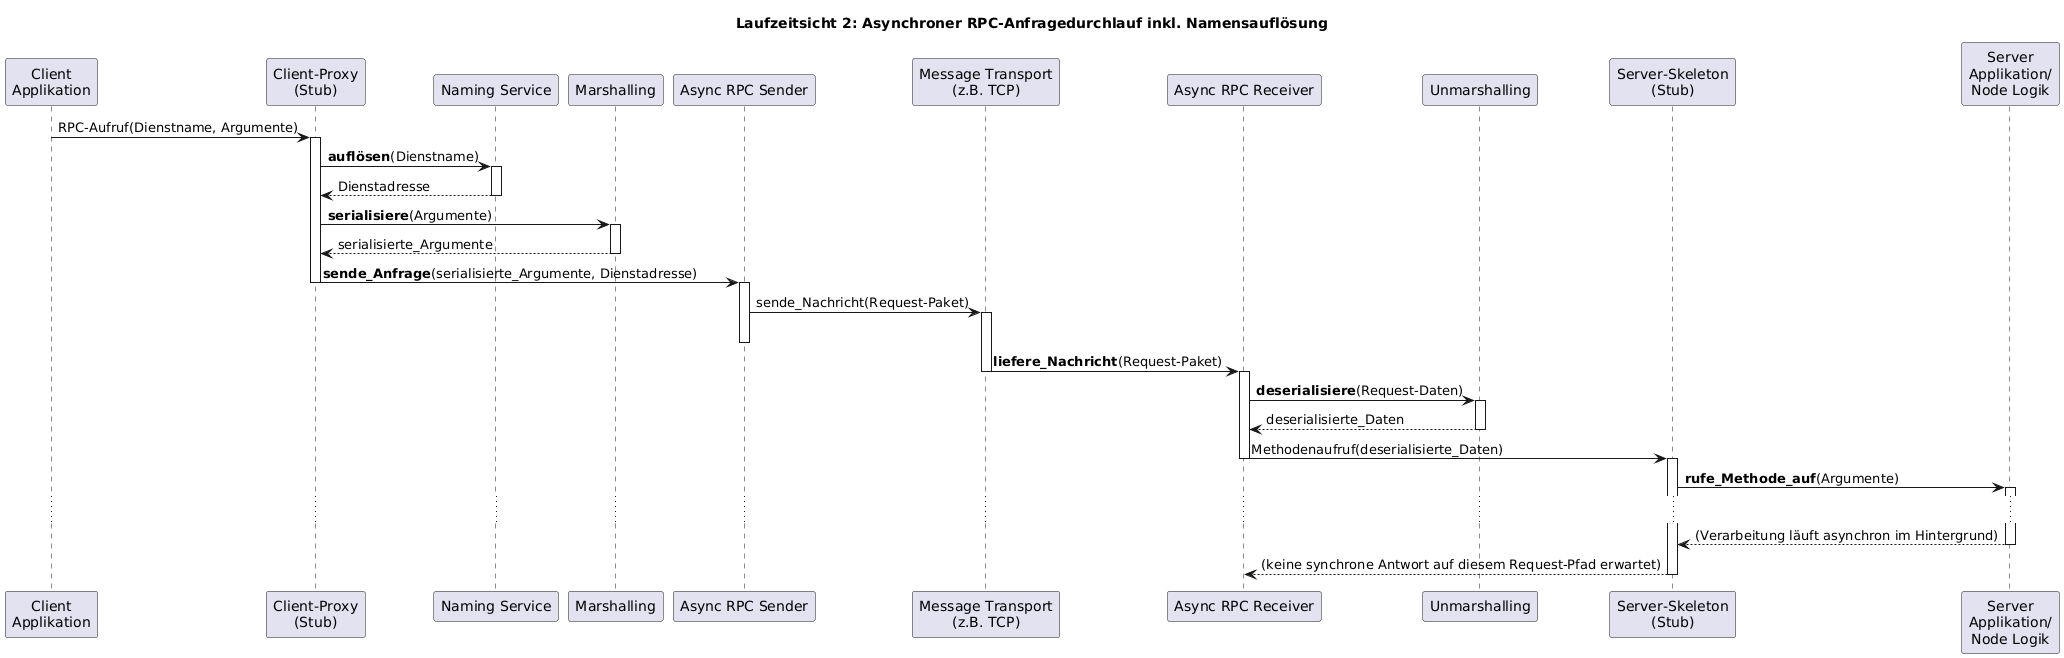 Laufzeitsicht 2: Asynchroner RPC-Anfragedurchlauf inkl. Namensauflösung
Client
Applikation
Client-Proxy
(Stub)
Naming Service
Marshalling
Async RPC Sender
Message Transport
(z.B. TCP)
Async RPC Receiver
Unmarshalling
Server-Skeleton
(Stub)
Server
Applikation/
Node Logik
RPC-Aufruf(Dienstname, Argumente)
auflösen(Dienstname)
Dienstadresse
serialisiere(Argumente)
serialisierte_Argumente
sende_Anfrage(serialisierte_Argumente, Dienstadresse)
sende_Nachricht(Request-Paket)
liefere_Nachricht(Request-Paket)
deserialisiere(Request-Daten)
deserialisierte_Daten
Methodenaufruf(deserialisierte_Daten)
rufe_Methode_auf(Argumente)
(Verarbeitung läuft asynchron im Hintergrund)
(keine synchrone Antwort auf diesem Request-Pfad erwartet)
Client
Applikation
Client-Proxy
(Stub)
Naming Service
Marshalling
Async RPC Sender
Message Transport
(z.B. TCP)
Async RPC Receiver
Unmarshalling
Server-Skeleton
(Stub)
Server
Applikation/
Node Logik